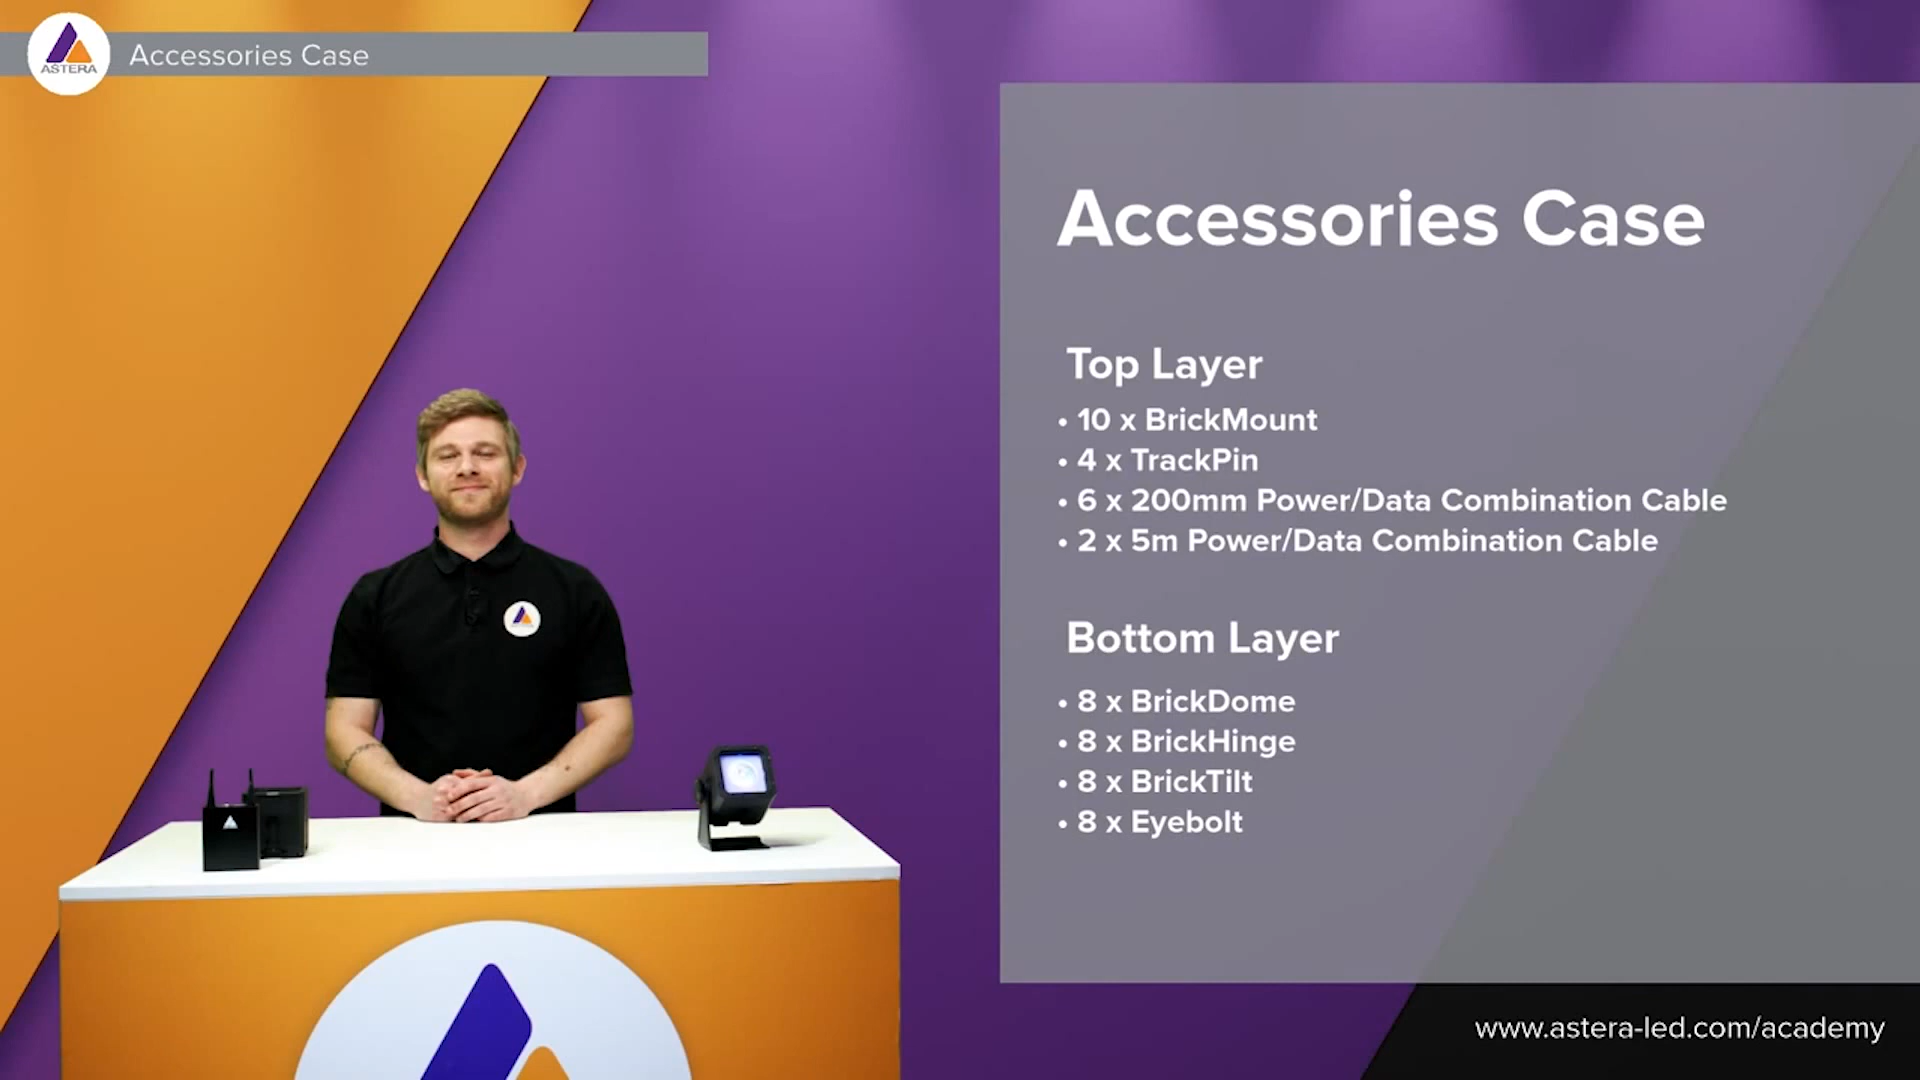 ASTERA
Accessories Case
Accessories Case
Top Layer
• 10 x BrickMount
• 4 x TrackPin
• 6 x 200mm Power/Data Combination Cable
• 2 x 5m Power/Data Combination Cable
Bottom Layer
• 8 x BrickDome
• 8 x BrickHinge
• 8 x BrickTilt
• 8 x Eyebolt
www.astera-led.com/academy